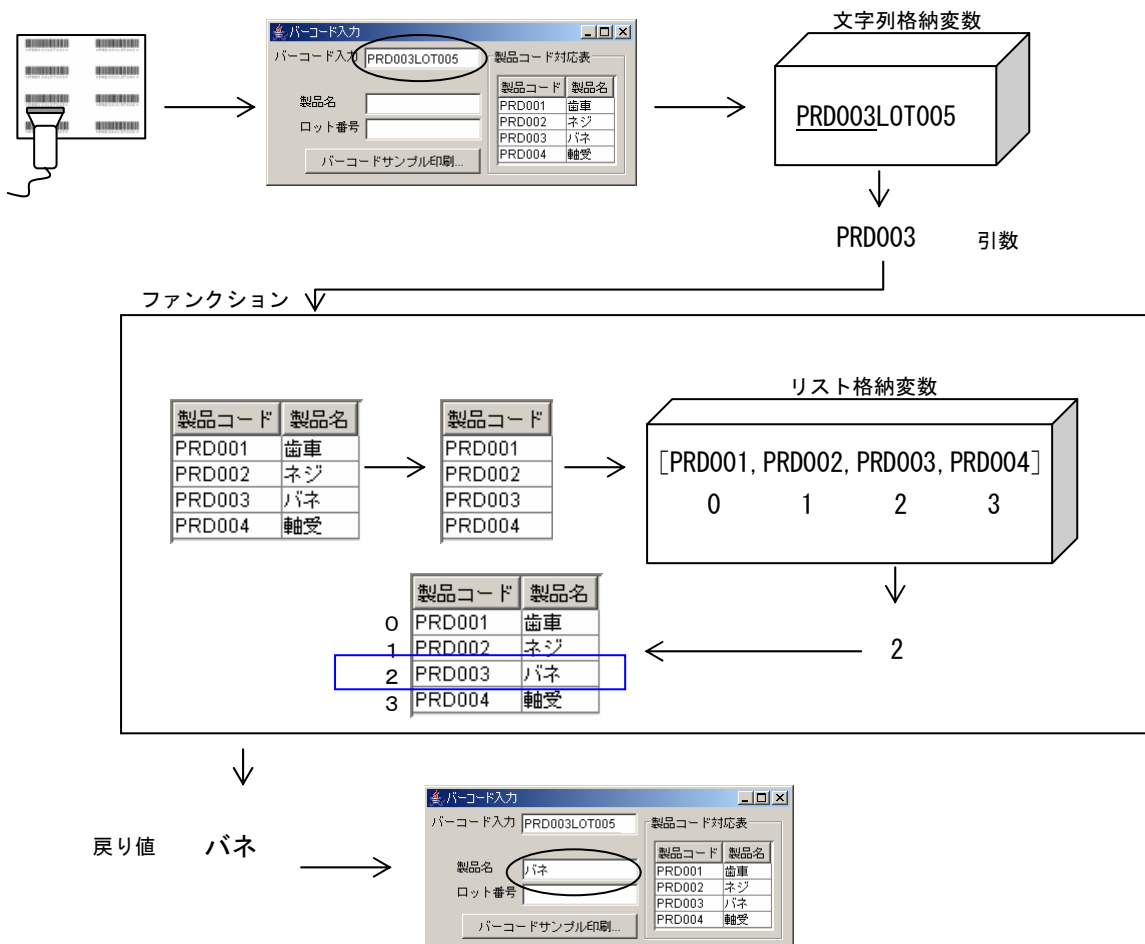 文字列格納変数
バーコード入力
バーコード入力 PRD003LOT005
製品コード対応表
製品コード 製品名
PRD001 歯車
PRD002 ネジ
PRD003 バネ
PRD004 軸受
製品名
ロット番号
バーコードサンプル印刷...
PRD003LOT005
PRD003 引数
ファンクション
リスト格納変数
製品コード 製品名
PRD001 歯車
PRD002 ネジ
PRD003 バネ
PRD004 軸受
製品コード
PRD001
PRD002
PRD003
PRD004
[PRD001, PRD002, PRD003, PRD004]
0 1 2 3
製品コード 製品名
0 PRD001 歯車
1 PRD002 ネジ
2 PRD003 バネ
3 PRD004 軸受
2
戻り値 バネ
バーコード入力
バーコード入力 PRD003LOT005
製品コード対応表
製品コード 製品名
PRD001 歯車
PRD002 ネジ
PRD003 バネ
PRD004 軸受
製品名 バネ
ロット番号
バーコードサンプル印刷...